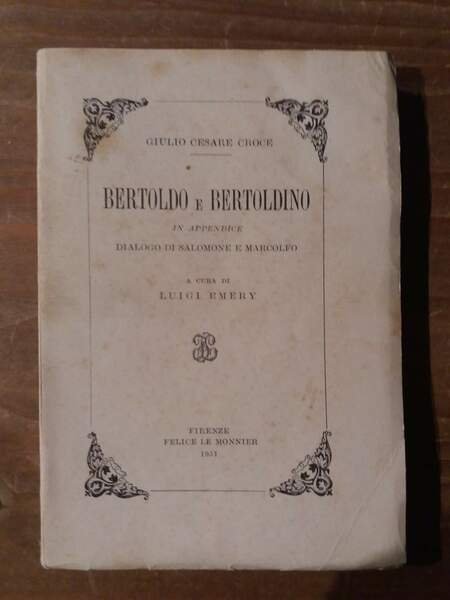 GIULIO CESARE CROCE
BERTOLDO E BERTOLDINO
IN APPENDICE
DIALOGO DI SALOMONE E MARCOLFO
A CURA DI
LUIGI EMERY
FIRENZE
FELICE LE MONNIER
1951